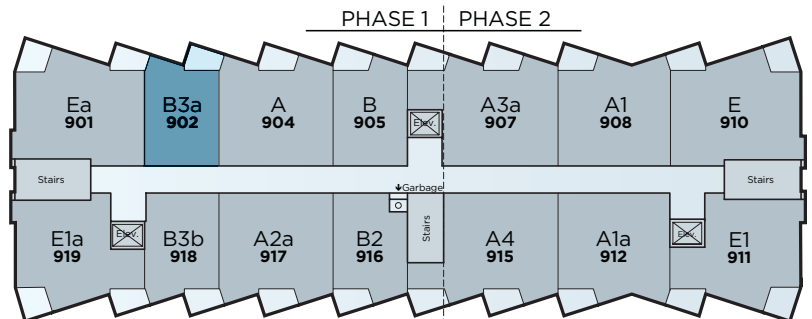 PHASE 1 PHASE 2
Ea
901
B3a
902
A
904
B
905
Elev.
A3a
907
A1
908
E
910
Stairs
Garbage
Stairs
E1a
919
Elev.
B3b
918
A2a
917
B2
916
Stairs
A4
915
A1a
912
Elev.
E1
911